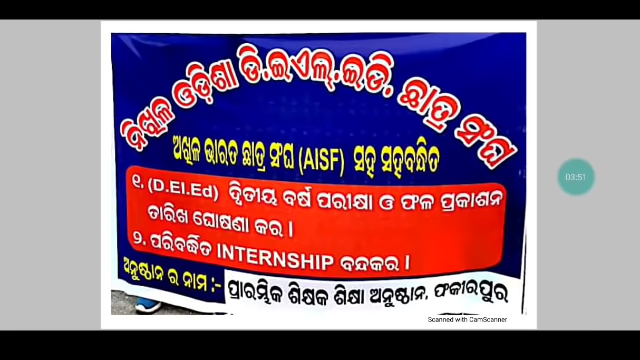 ନିଖିଳ ଓଡ଼ିଶା ଡି.ଇଏଲ୍.ଇଡି. ଛାତ୍ର ସଂଘ
ଅଖିଳ ଭାରତ ଛାତ୍ର ସଂଘ (AISF) ସହ ସହବନ୍ଧିତ
୧. (D.El.Ed) ଦ୍ୱିତୀୟ ବର୍ଷ ପରୀକ୍ଷା ଓ ଫଳ ପ୍ରକାଶନ
ତାରିଖ ଘୋଷଣା କର ।
୨. ପରିବର୍ଦ୍ଧିତ INTERNSHIP ବନ୍ଦକର ।
ଅନୁଷ୍ଠାନ ର ନାମ :- ପ୍ରାରମ୍ଭିକ ଶିକ୍ଷକ ଶିକ୍ଷା ଅନୁଷ୍ଠାନ, ଫକୀରପୁର
Scanned with CamScanner
03:51